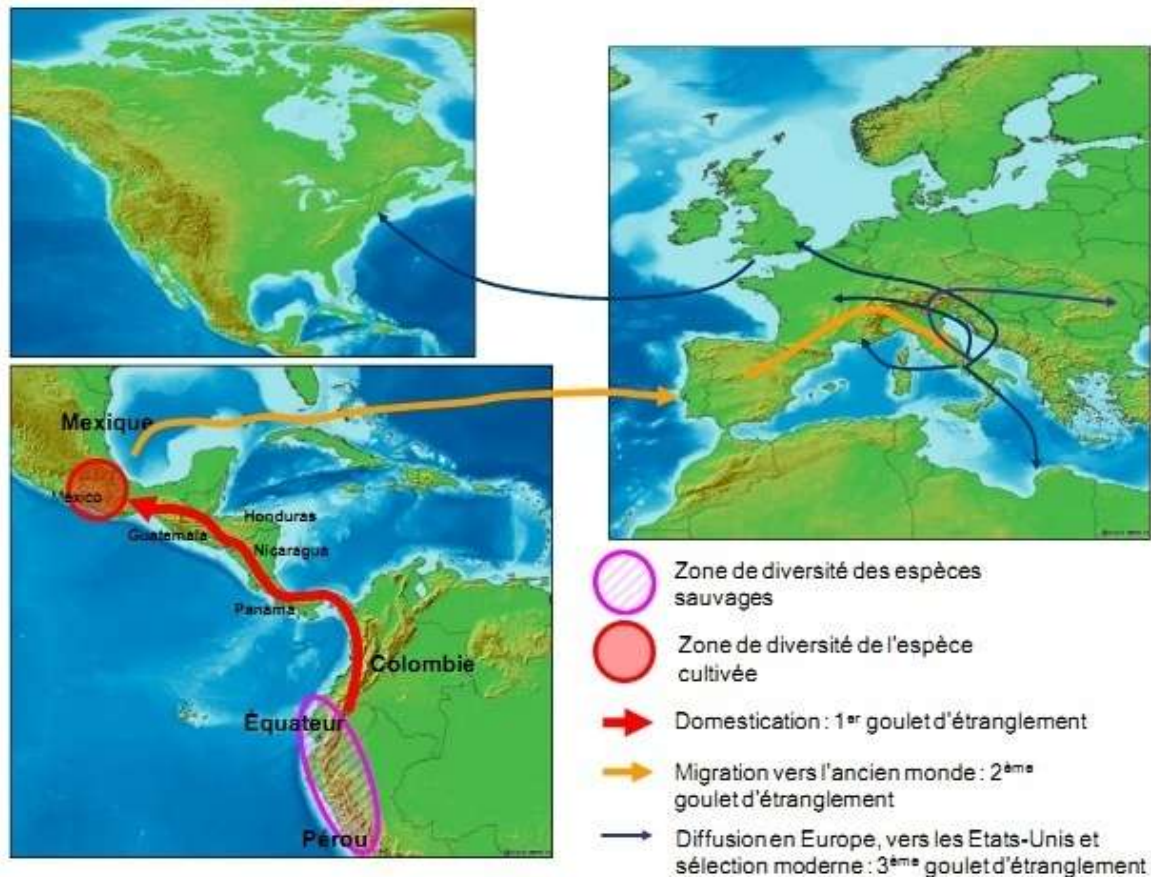 Mexique
Mexico
Honduras
Guatemala
Nicaragua
Panama
Colombie
Équateur
Pérou
Zone de diversité des espèces
sauvages
Zone de diversité de l'espèce
cultivée
Domestication : 1er goulet d'étranglement
Migration vers l'ancien monde : 2ème
goulet d'étranglement
Diffusion en Europe, vers les Etats-Unis et
sélection moderne : 3ème goulet d'étranglement